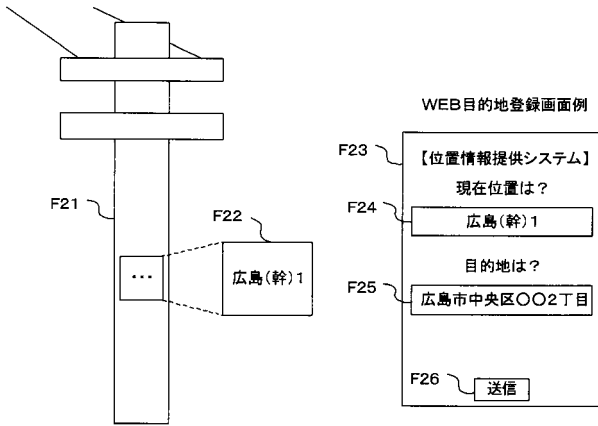 F21
…
F22
広島(幹)1
WEB目的地登録画面例
F23
【位置情報提供システム】
現在位置は?
F24
広島(幹)1
目的地は?
F25
広島市中央区〇〇2丁目
F26
送信